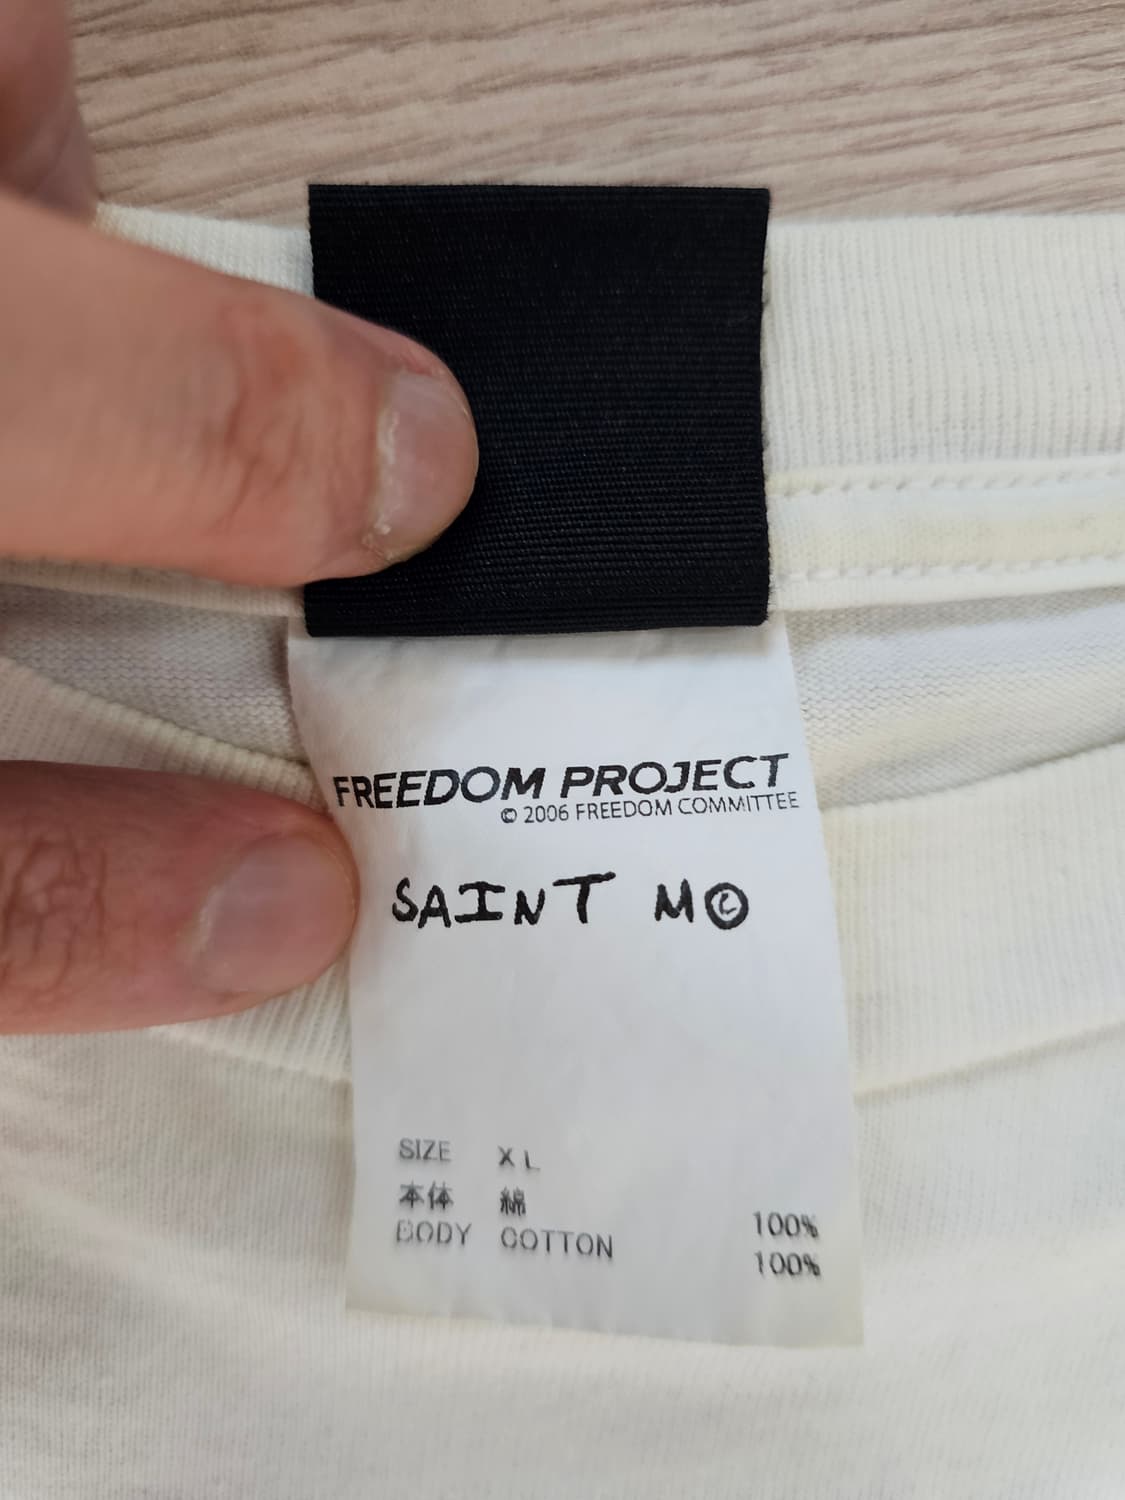 FREEDOM PROJECT
© 2006 FREEDOM COMMITTEE
SAINT M©
SIZE XL
本体 綿 100%
BODY COTTON 100%